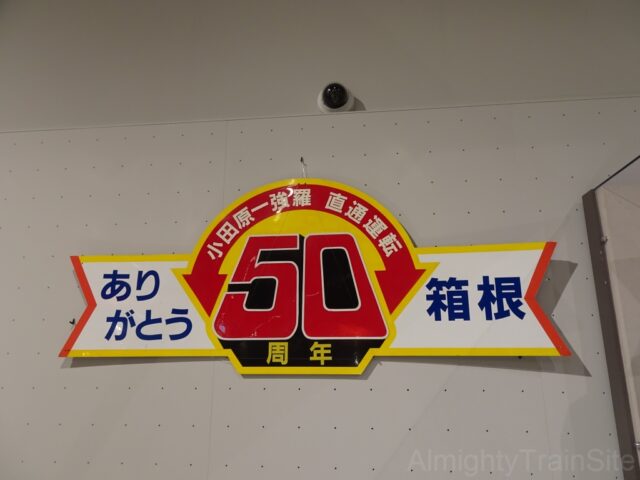 小田原ー強羅 直通運転
50
周年
ありがとう
箱根
AlmightyTrainSite